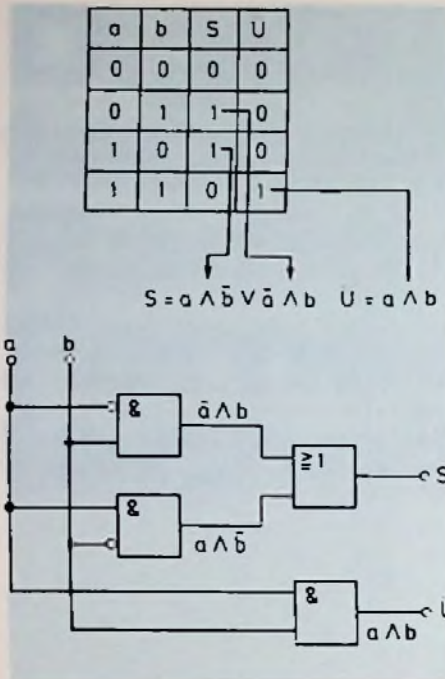 a b S Ü
0 0 0 0
0 1 1 0
1 0 1 0
1 1 0 1
S = a ∧ b̄ ∨ ā ∧ b Ü = a ∧ b
a b
& ā ∧ b
≥1 S
& a ∧ b̄
& Ü
a ∧ b